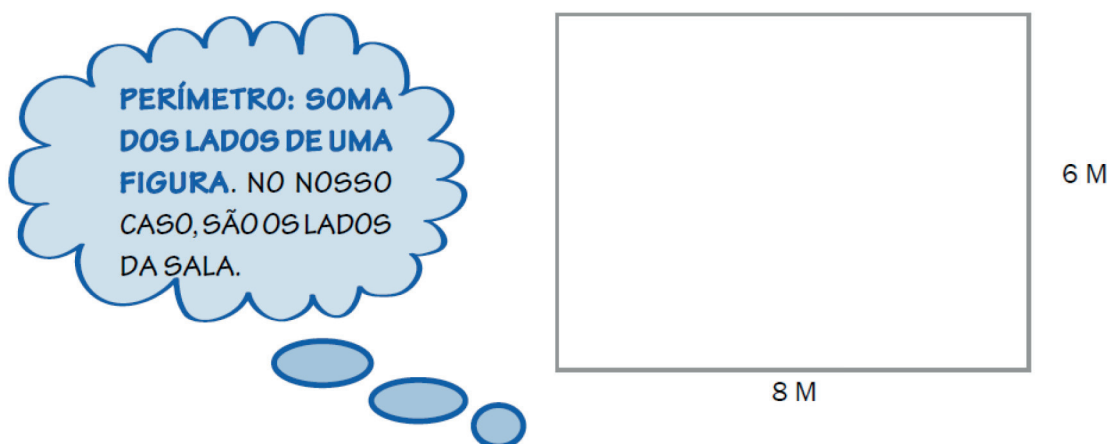 PERÍMETRO: SOMA
DOS LADOS DE UMA
FIGURA. NO NOSSO
CASO, SÃO OS LADOS
DA SALA.
6 M
8 M